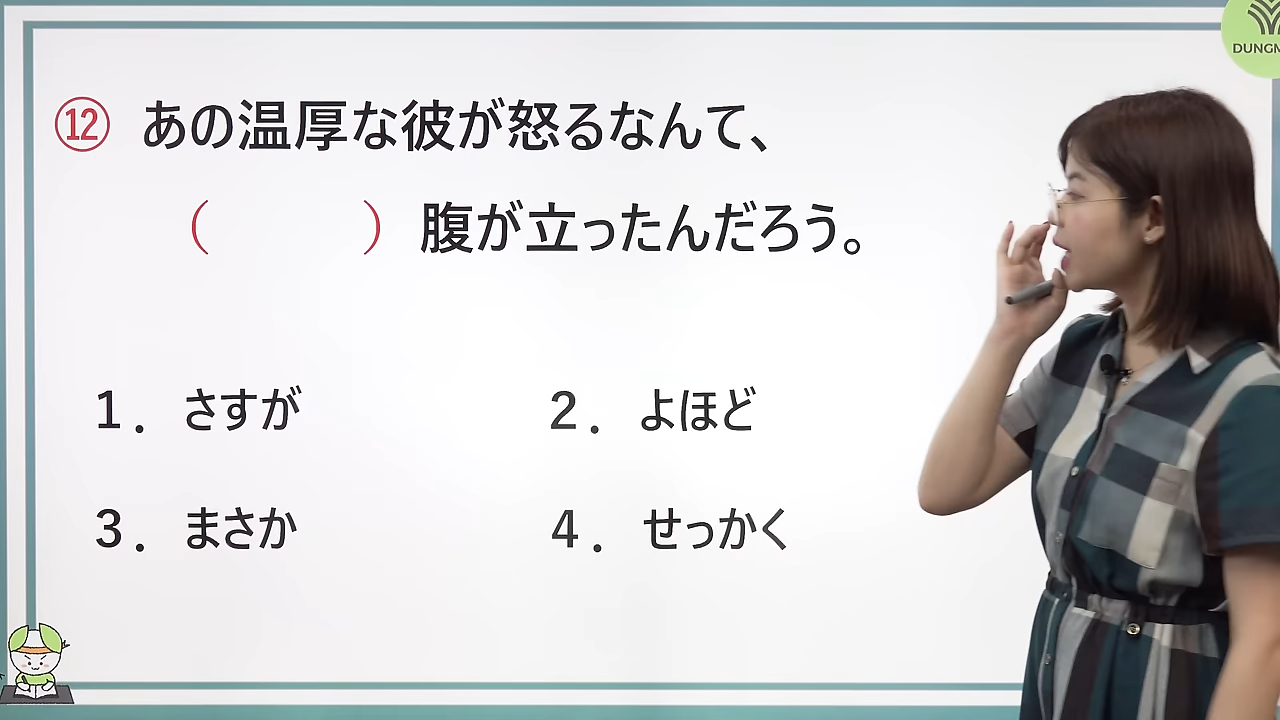 DUNGM
⑫ あの温厚な彼が怒るなんて、
（　　　）腹が立ったんだろう。
1．さすが 2．よほど
3．まさか 4．せっかく